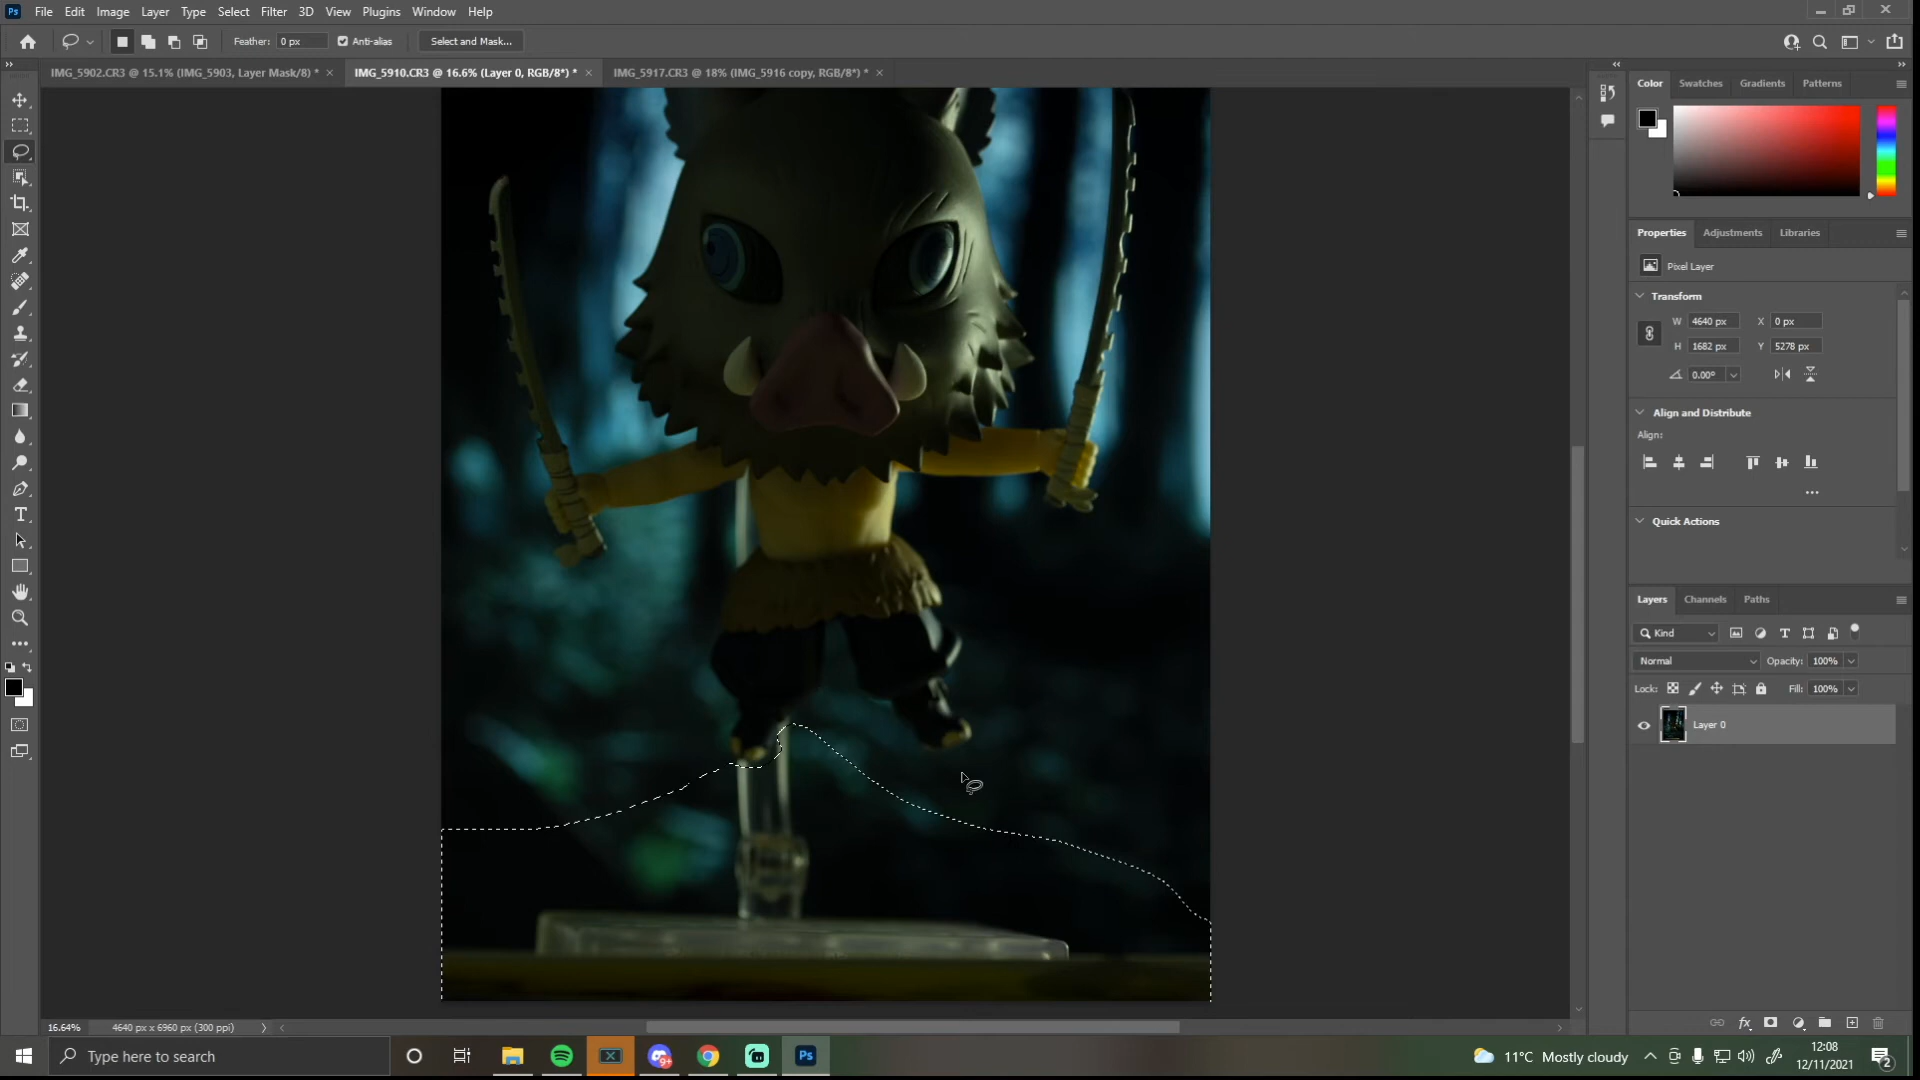 Ps File Edit Image Layer Type Select Filter 3D View Plugins Window Help
Feather: 0 px Anti-alias Select and Mask...
IMG_5902.CR3 @ 15.1% (IMG_5903, Layer Mask/8) * × IMG_5910.CR3 @ 16.6% (Layer 0, RGB/8*) * × IMG_5917.CR3 @ 18% (IMG_5916 copy, RGB/8*) * ×
Color Swatches Gradients Patterns
Properties Adjustments Libraries
Pixel Layer
Transform
W 4640 px X 0 px
H 1682 px Y 5278 px
0.00°
Align and Distribute
Align:
Quick Actions
Layers Channels Paths
Kind
Normal Opacity: 100%
Lock: Fill: 100%
Layer 0
16.64% 4640 px x 6960 px (300 ppi)
fx
Type here to search
9+
Ps
11°C Mostly cloudy
12:08
12/11/2021
2